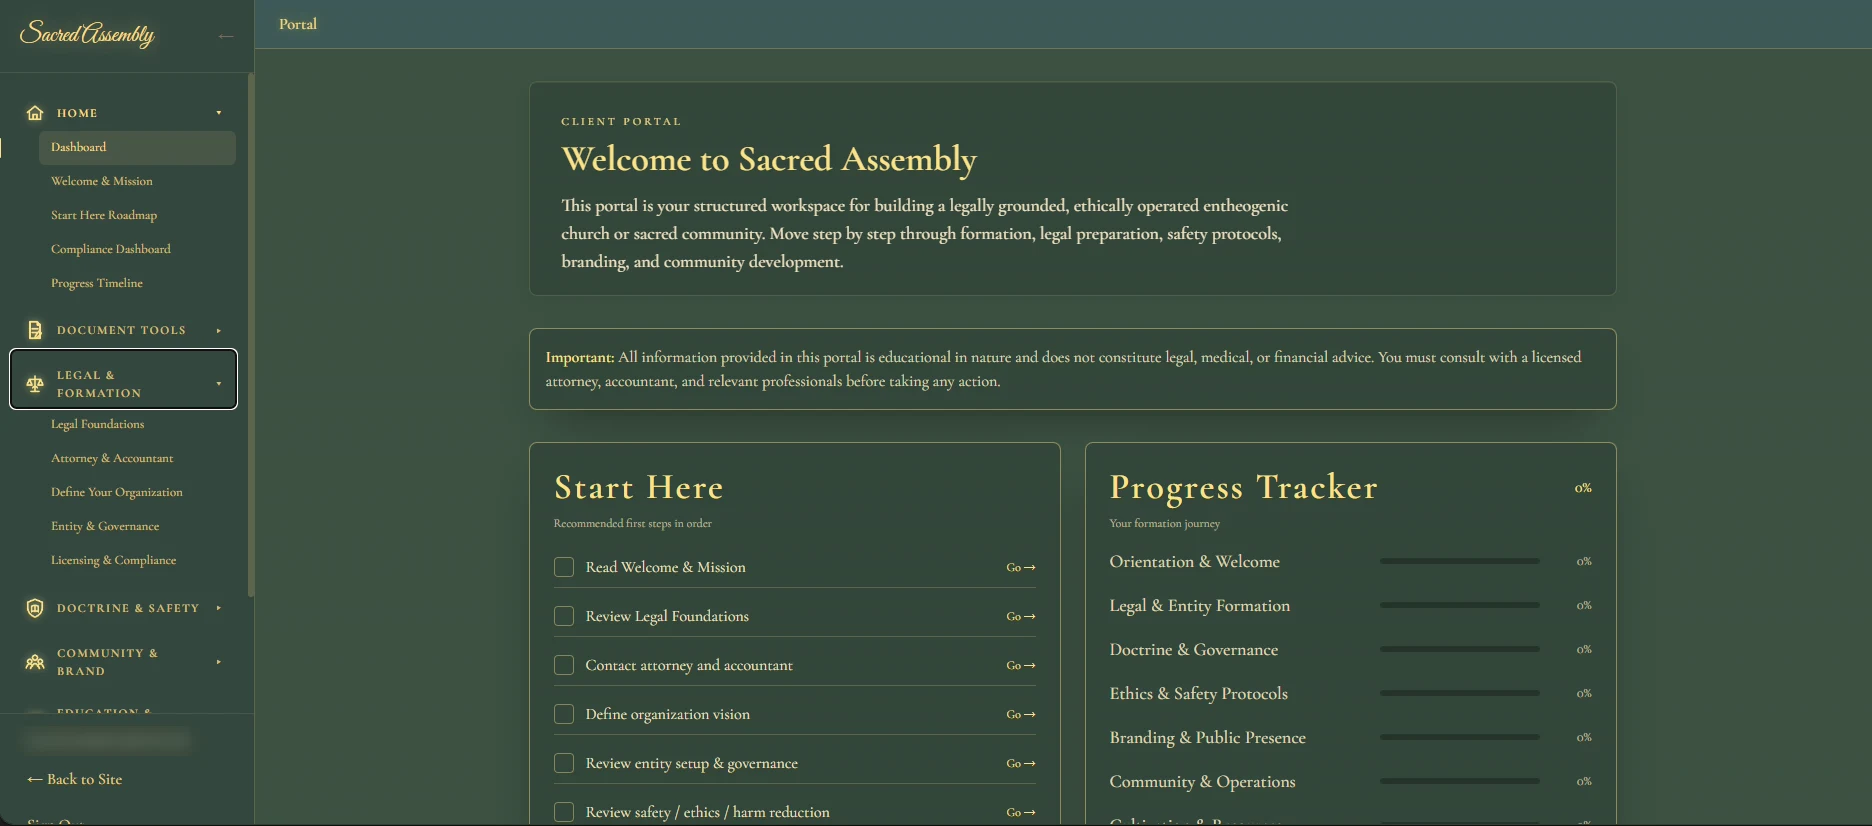 Sacred Assembly
←
Portal
HOME
Dashboard
Welcome & Mission
Start Here Roadmap
Compliance Dashboard
Progress Timeline
DOCUMENT TOOLS
LEGAL &
FORMATION
Legal Foundations
Attorney & Accountant
Define Your Organization
Entity & Governance
Licensing & Compliance
DOCTRINE & SAFETY
COMMUNITY &
BRAND
EDUCATION &
← Back to Site
Sign Out
CLIENT PORTAL
Welcome to Sacred Assembly
This portal is your structured workspace for building a legally grounded, ethically operated entheogenic
church or sacred community. Move step by step through formation, legal preparation, safety protocols,
branding, and community development.
Important: All information provided in this portal is educational in nature and does not constitute legal, medical, or financial advice. You must consult with a licensed
attorney, accountant, and relevant professionals before taking any action.
Start Here
Recommended first steps in order
Read Welcome & Mission Go →
Review Legal Foundations Go →
Contact attorney and accountant Go →
Define organization vision Go →
Review entity setup & governance Go →
Review safety / ethics / harm reduction Go →
Progress Tracker 0%
Your formation journey
Orientation & Welcome 0%
Legal & Entity Formation 0%
Doctrine & Governance 0%
Ethics & Safety Protocols 0%
Branding & Public Presence 0%
Community & Operations 0%